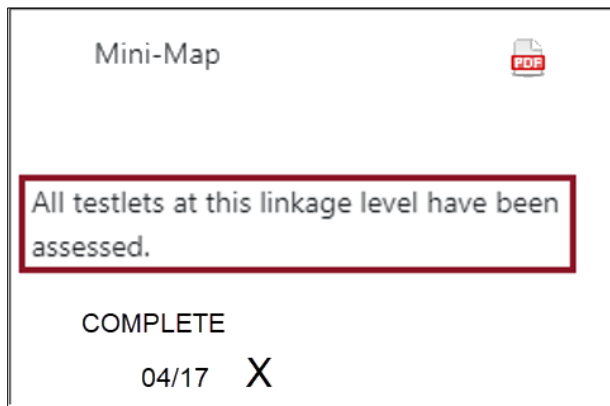 Mini-Map
PDF
All testlets at this linkage level have been
assessed.
COMPLETE
04/17 X